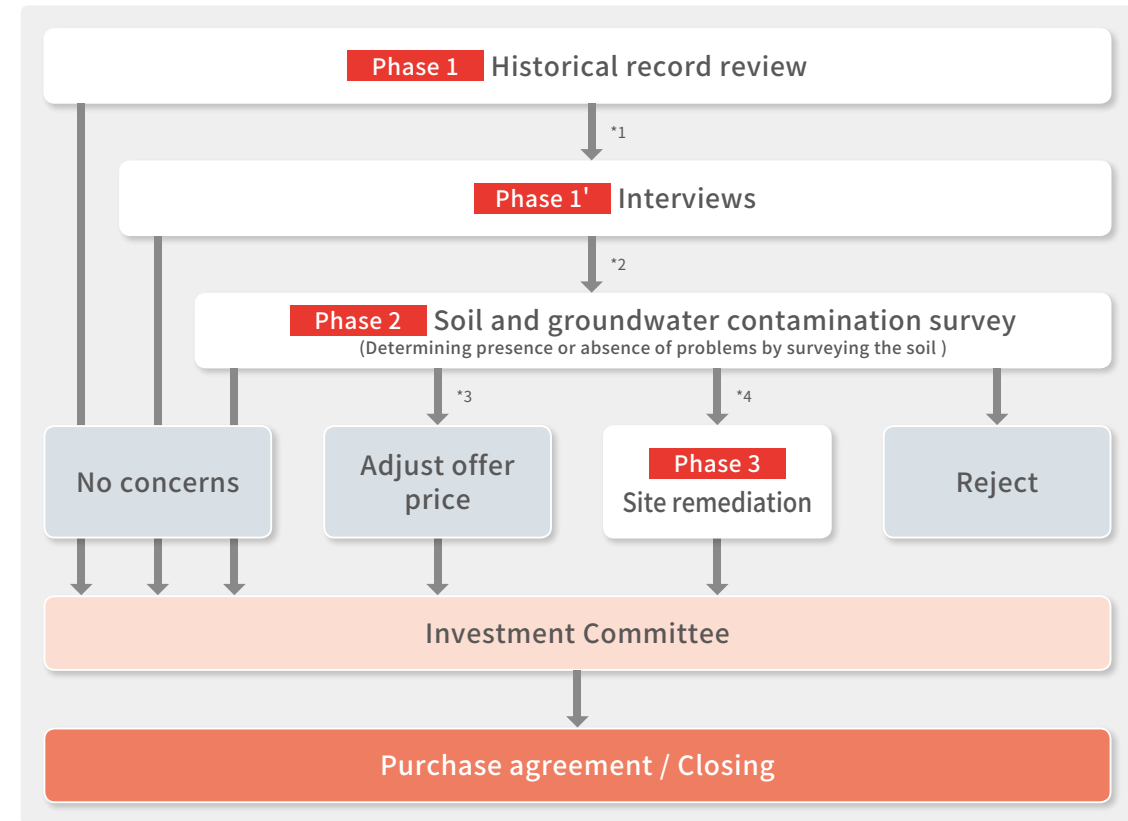 Phase 1 Historical record review
*1
Phase 1' Interviews
*2
Phase 2 Soil and groundwater contamination survey
(Determining presence or absence of problems by surveying the soil )
*3
*4
No concerns
Adjust offer
price
Phase 3
Site remediation
Reject
Investment Committee
Purchase agreement / Closing